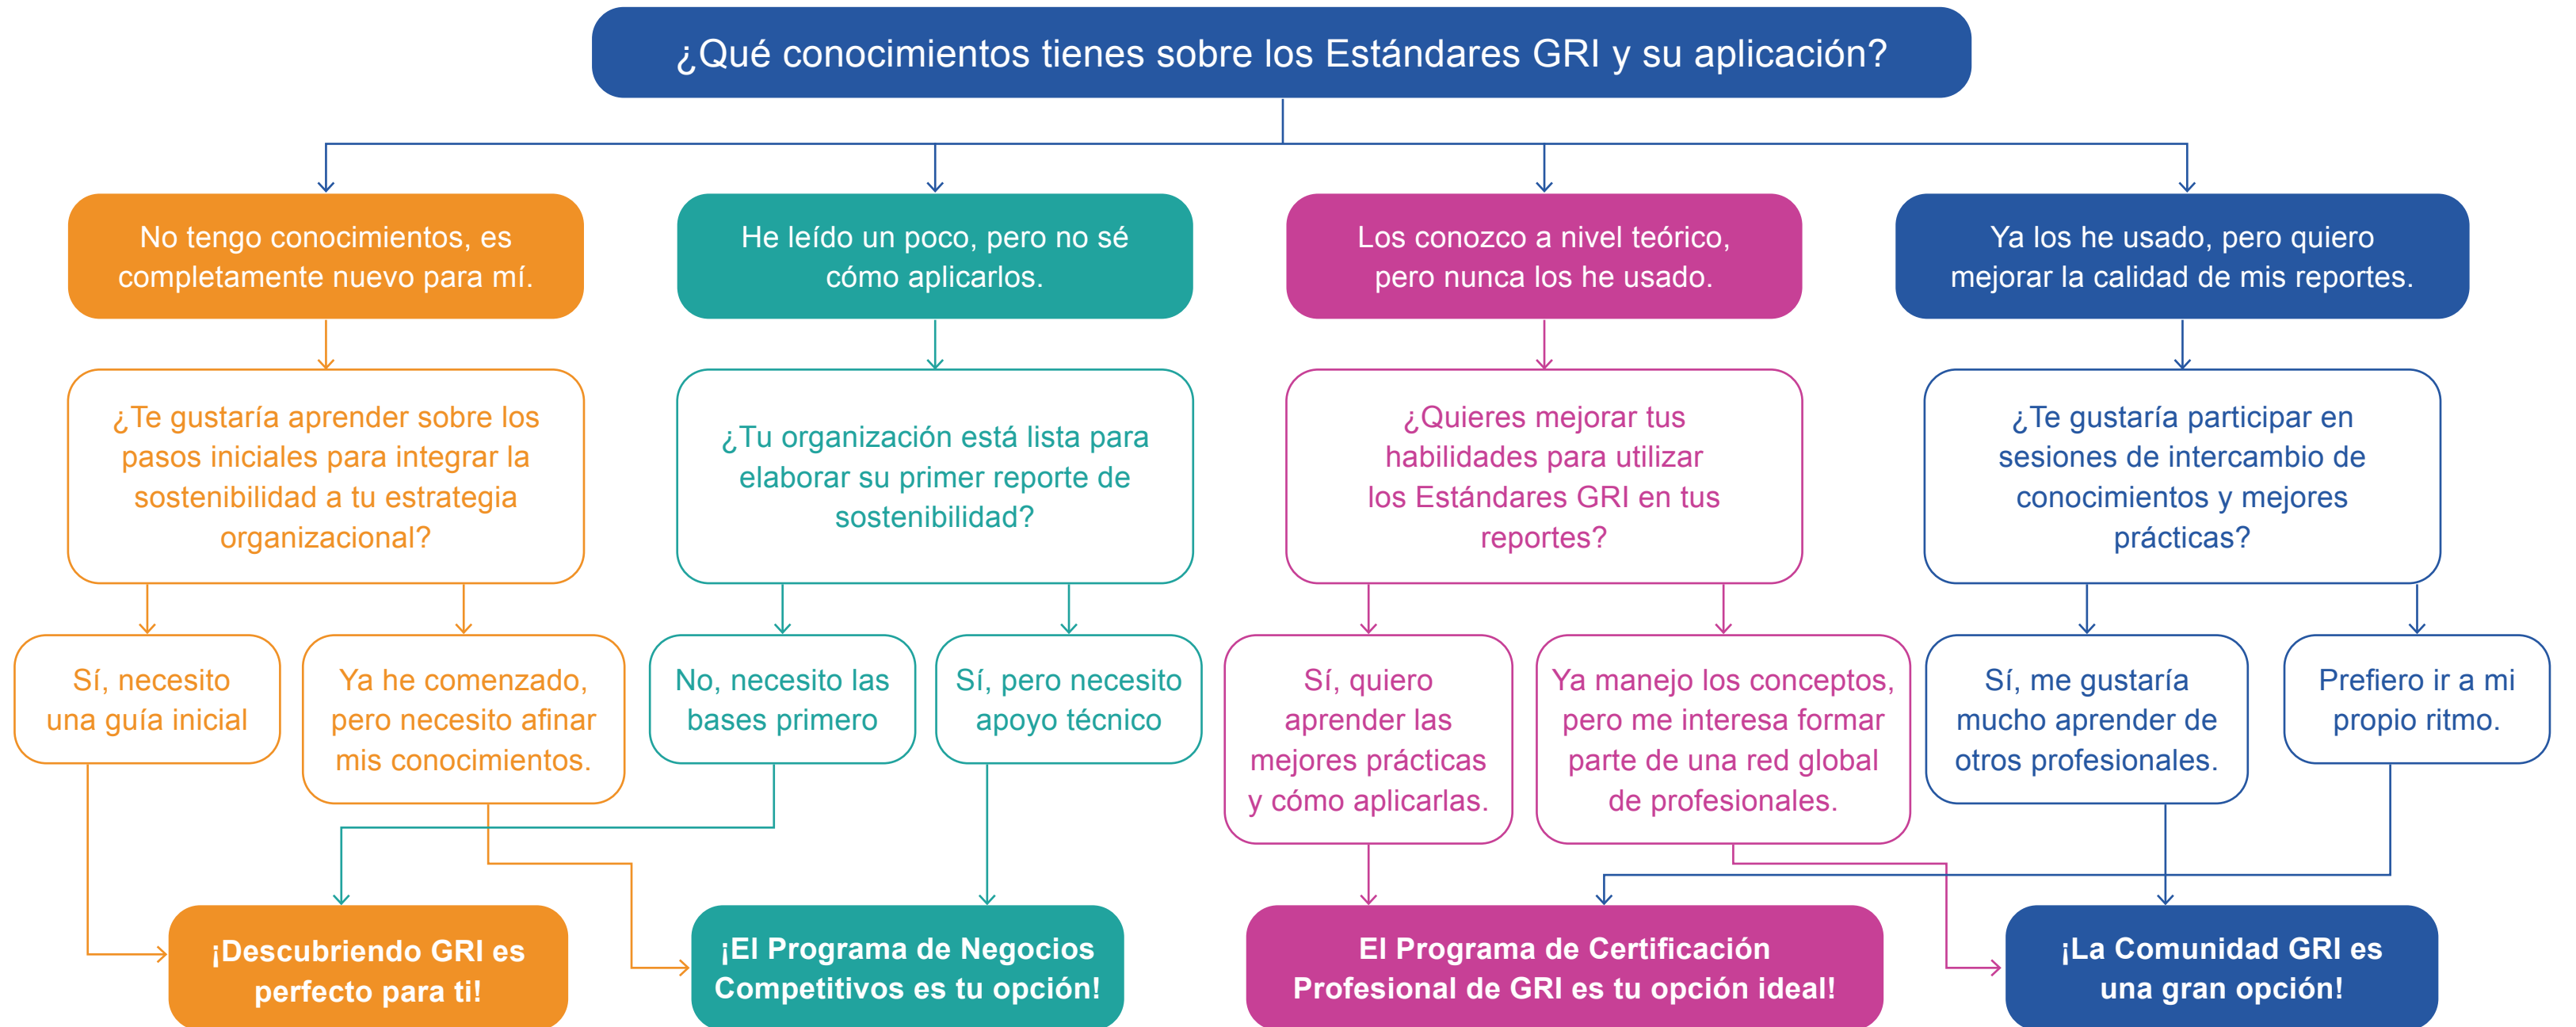 ¿Qué conocimientos tienes sobre los Estándares GRI y su aplicación?
No tengo conocimientos, es
completamente nuevo para mí.
He leído un poco, pero no sé
cómo aplicarlos.
Los conozco a nivel teórico,
pero nunca los he usado.
Ya los he usado, pero quiero
mejorar la calidad de mis reportes.
¿Te gustaría aprender sobre los
pasos iniciales para integrar la
sostenibilidad a tu estrategia
organizacional?
¿Tu organización está lista para
elaborar su primer reporte de
sostenibilidad?
¿Quieres mejorar tus
habilidades para utilizar
los Estándares GRI en tus
reportes?
¿Te gustaría participar en
sesiones de intercambio de
conocimientos y mejores
prácticas?
Sí, necesito
una guía inicial
Ya he comenzado,
pero necesito afinar
mis conocimientos.
No, necesito las
bases primero
Sí, pero necesito
apoyo técnico
Sí, quiero
aprender las
mejores prácticas
y cómo aplicarlas.
Ya manejo los conceptos,
pero me interesa formar
parte de una red global
de profesionales.
Sí, me gustaría
mucho aprender de
otros profesionales.
Prefiero ir a mi
propio ritmo.
¡Descubriendo GRI es
perfecto para ti!
¡El Programa de Negocios
Competitivos es tu opción!
El Programa de Certificación
Profesional de GRI es tu opción ideal!
¡La Comunidad GRI es
una gran opción!